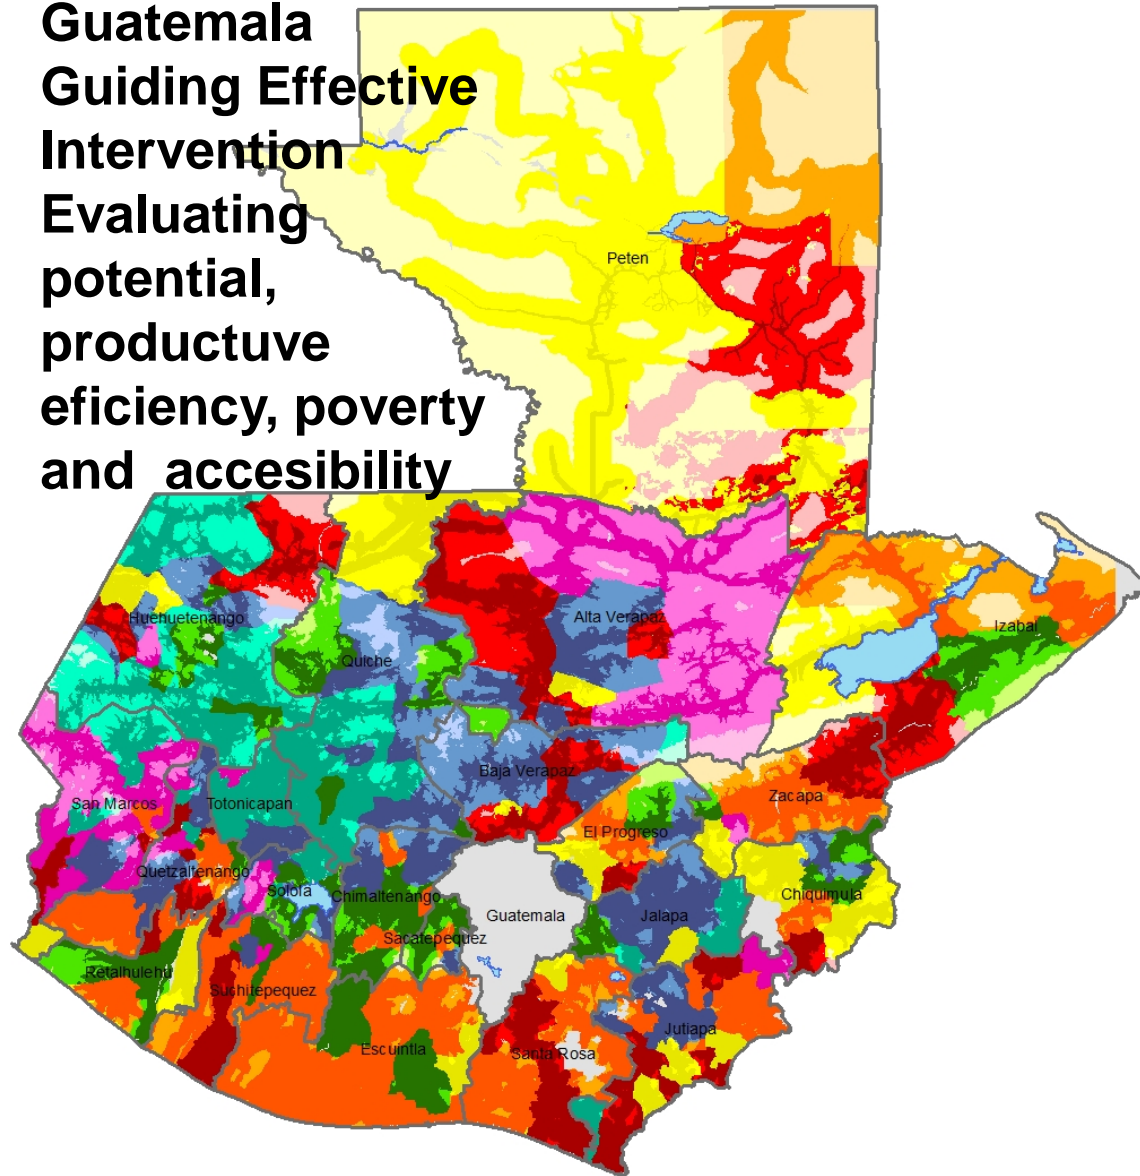 Guatemala
Guiding Effective
Intervention
Evaluating
potential,
productuve
eficiency, poverty
and accesibility
Peten
Huehuetenango
Alta Verapaz
Izabal
Quiche
Baja Verapaz
San Marcos
Totonicapan
Zacapa
El Progreso
Quetzaltenango
Solola
Chimaltenango
Chiquimula
Guatemala
Jalapa
Sacatepequez
Retalhulehu
Suchitepequez
Jutiapa
Escuintla
Santa Rosa